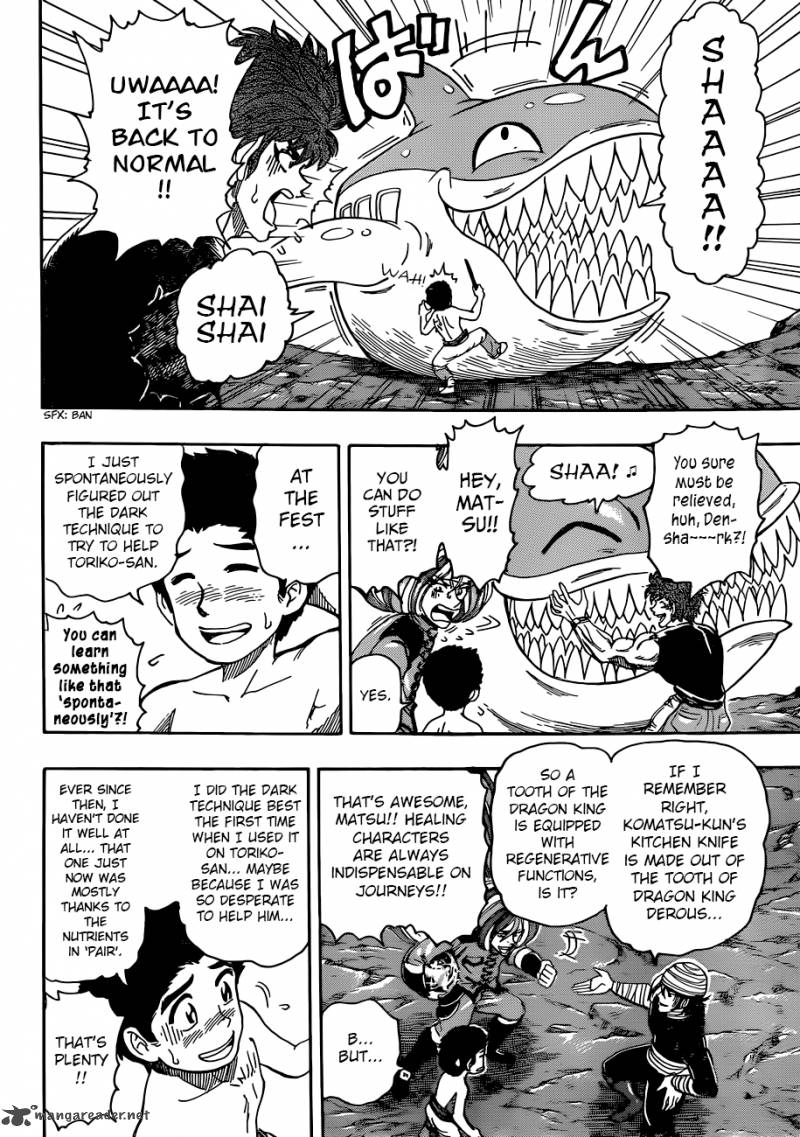 SHAAAAA!!
ばん
UWAAAA!
IT'S
BACK TO
NORMAL
!!
WAH!
SHAI
SHAI
SFX: BAN
You sure
must be
relieved,
huh, Den-
sha~~~rk?!
SHAA! ♫
HEY,
MAT-
SU!!
YOU
CAN DO
STUFF
LIKE
THAT?!
YES.
AT
THE
FEST
...
I JUST
SPONTANEOUSLY
FIGURED OUT
THE DARK
TECHNIQUE TO
TRY TO HELP
TORIKO-SAN.
You can
learn
something
like that
'sponta-
neously'?!
IF I
REMEMBER
RIGHT,
KOMATSU-KUN'S
KITCHEN KNIFE
IS MADE OUT
OF THE
TOOTH OF
DRAGON KING
DEROUS...
SO A
TOOTH OF THE
DRAGON KING
IS EQUIPPED
WITH
REGENERATIVE
FUNCTIONS,
IS IT?
THAT'S AWESOME,
MATSU!! HEALING
CHARACTERS
ARE ALWAYS
INDISPENSABLE ON
JOURNEYS!!
B...
BUT...
I DID THE DARK
TECHNIQUE BEST
THE FIRST TIME
WHEN I USED IT
ON TORIKO-
SAN... MAYBE
BECAUSE I WAS
SO DESPERATE
TO HELP HIM...
EVER SINCE
THEN, I
HAVEN'T DONE
IT WELL AT
ALL... THAT
ONE JUST
NOW WAS
MOSTLY
THANKS TO
THE
NUTRIENTS
IN 'PAIR'.
THAT'S
PLENTY
!!
mangareader.net